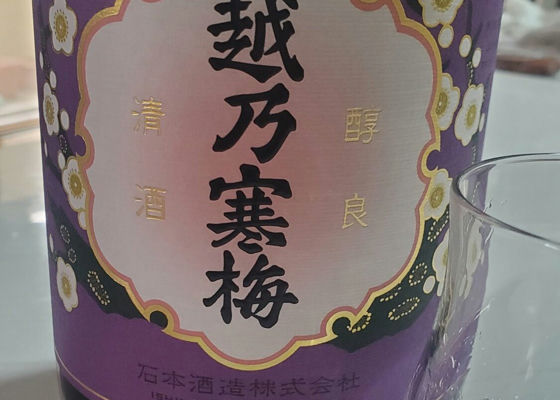 越乃寒梅
醇良
清酒
石本酒造株式会社